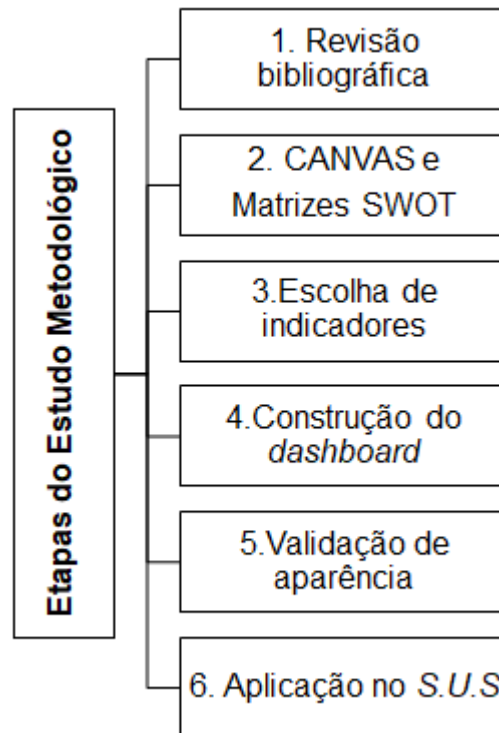 Etapas do Estudo Metodológico
1. Revisão
bibliográfica
2. CANVAS e
Matrizes SWOT
3.Escolha de
indicadores
4.Construção do
dashboard
5.Validação de
aparência
6. Aplicação no S.U.S